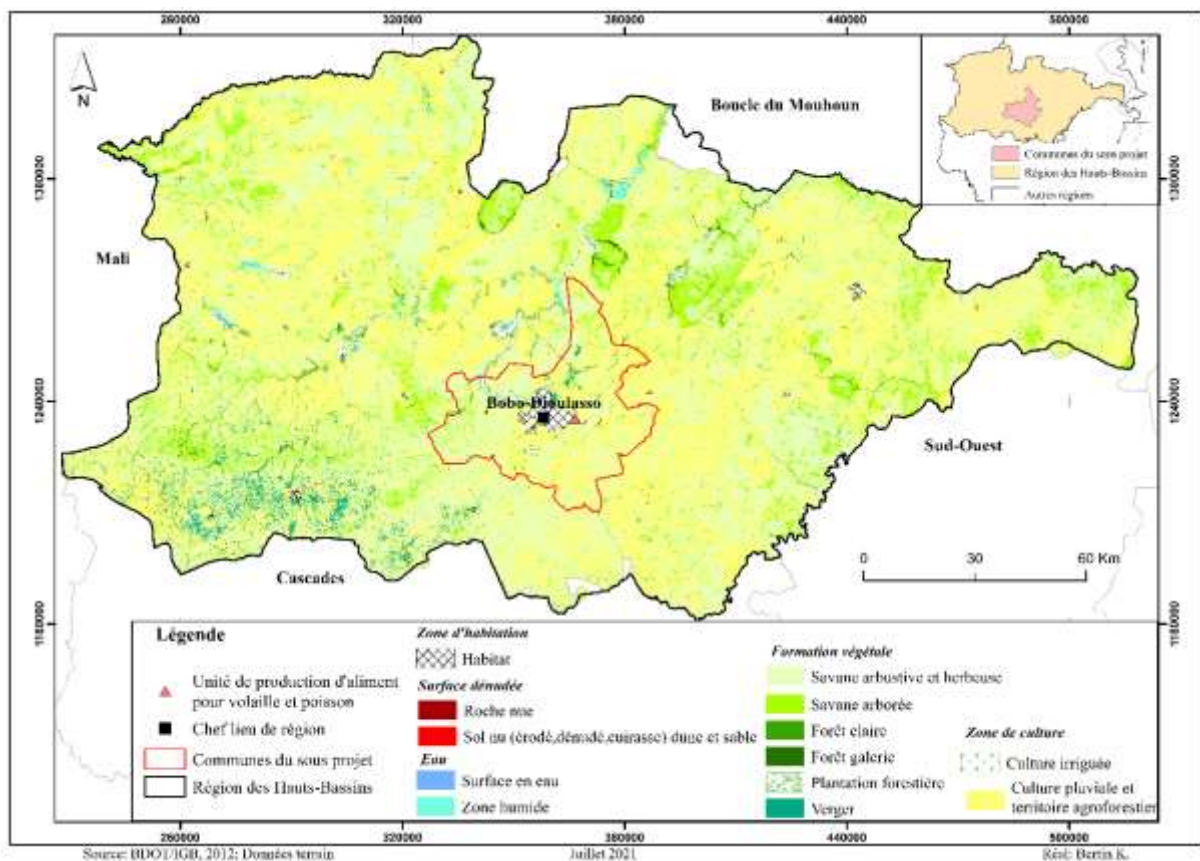 260000 320000 380000 440000 500000
N
Boucle du Mouhoun
Communes du sous projet
Région des Hauts-Bassins
Autres régions
1300000 1300000
Mali
1240000 1240000
Bobo-Dioulasso
Sud-Ouest
0 30 60 Km
Cascades
1180000 1180000
Légende
Unité de production d'aliment
pour volaille et poisson
Chef lieu de région
Communes du sous projet
Région des Hauts-Bassins
Zone d'habitation
Habitat
Surface dénudée
Roche nue
Sol nu (érodé,dénudé,cuirasse) dune et sable
Eau
Surface en eau
Zone humide
Formation végétale
Savane arbustive et herbeuse
Savane arborée
Forêt claire
Forêt galerie
Plantation forestière
Verger
Zone de culture
Culture irriguée
Culture pluviale et
territoire agroforestier
260000 320000 380000 440000 500000
Source: BDOT/IGB, 2012; Données terrain Juillet 2021 Réal: Bertin K.